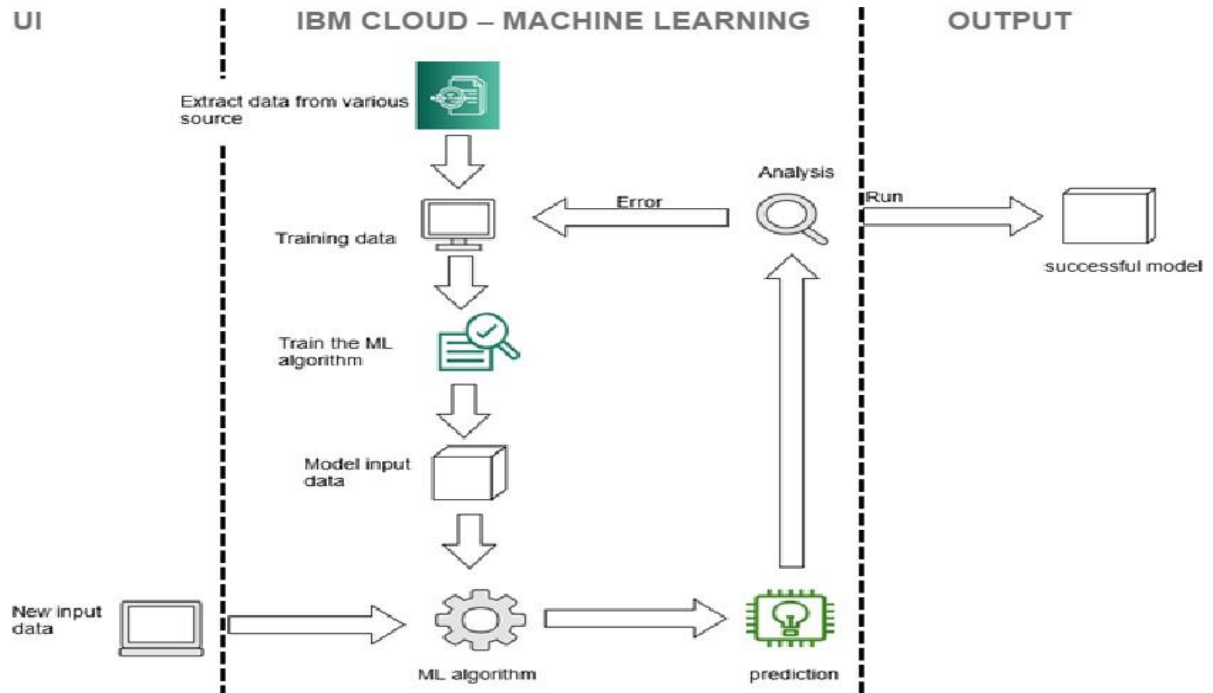 UI
IBM CLOUD – MACHINE LEARNING
OUTPUT
Extract data from various
source
Analysis
Error
Run
Training data
successful model
Train the ML
algorithm
Model input
data
New input
data
ML algorithm
prediction